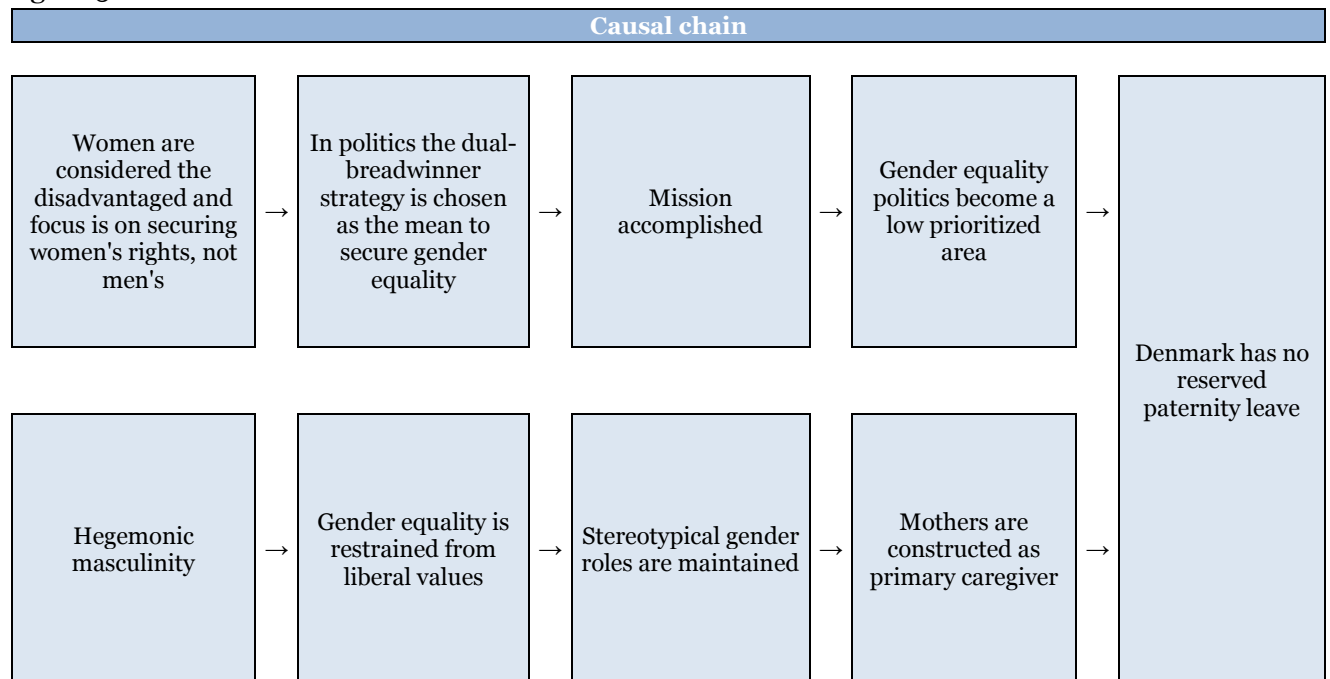 Causal chain
Women are
considered the
disadvantaged and
focus is on securing
women's rights, not
men's
→
In politics the dual-
breadwinner
strategy is chosen
as the mean to
secure gender
equality
→
Mission
accomplished
→
Gender equality
politics become a
low prioritized
area
→
Hegemonic
masculinity
→
Gender equality is
restrained from
liberal values
→
Stereotypical gender
roles are maintained
→
Mothers are
constructed as
primary caregiver
→
Denmark has no
reserved
paternity leave